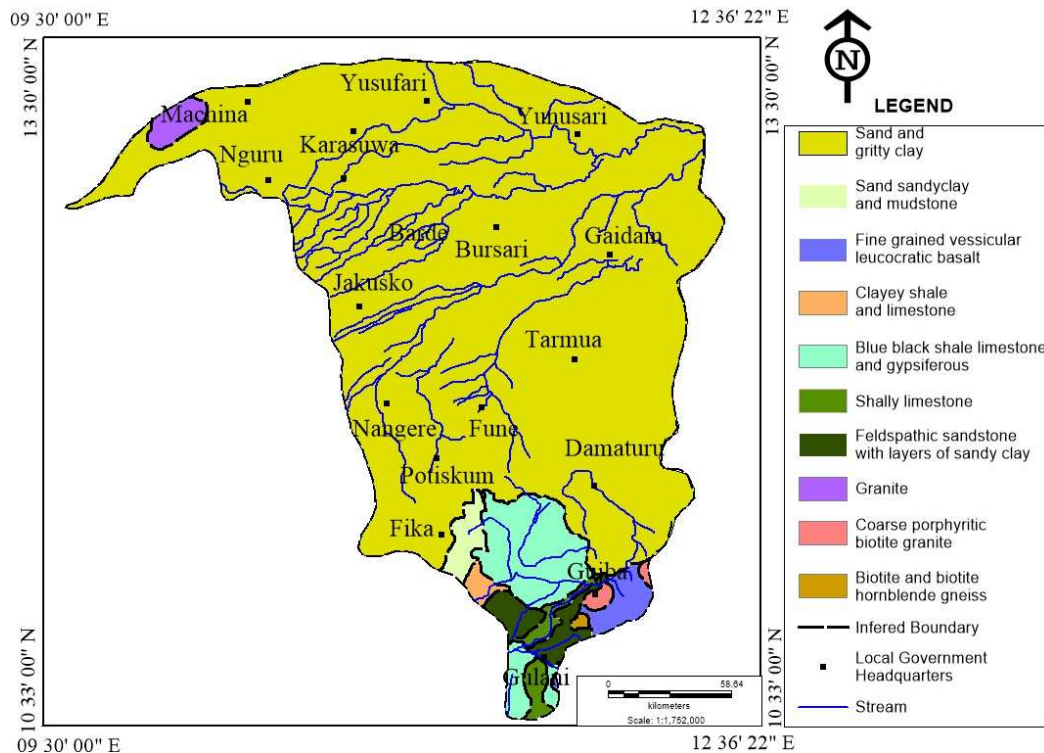 09 30' 00" E
12 36' 22" E
13 30' 00" N
13 30' 00" N
Yusufari
Machina
Yunusari
Karasuwa
Nguru
Barde
Bursari
Gaidam
Jakusko
Tarmua
Nangere
Fune
Damaturu
Potiskum
Fika
Gujba
Gulani
10 33' 00" N
10 33' 00" N
09 30' 00" E
12 36' 22" E
0
58.64
kilometers
Scale: 1:1,752,000
N
LEGEND
Sand and
gritty clay
Sand sandyclay
and mudstone
Fine grained vessicular
leucocratic basalt
Clayey shale
and limestone
Blue black shale limestone
and gypsiferous
Shally limestone
Feldspathic sandstone
with layers of sandy clay
Granite
Coarse porphyritic
biotite granite
Biotite and biotite
hornblende gneiss
Infered Boundary
Local Government
Headquarters
Stream